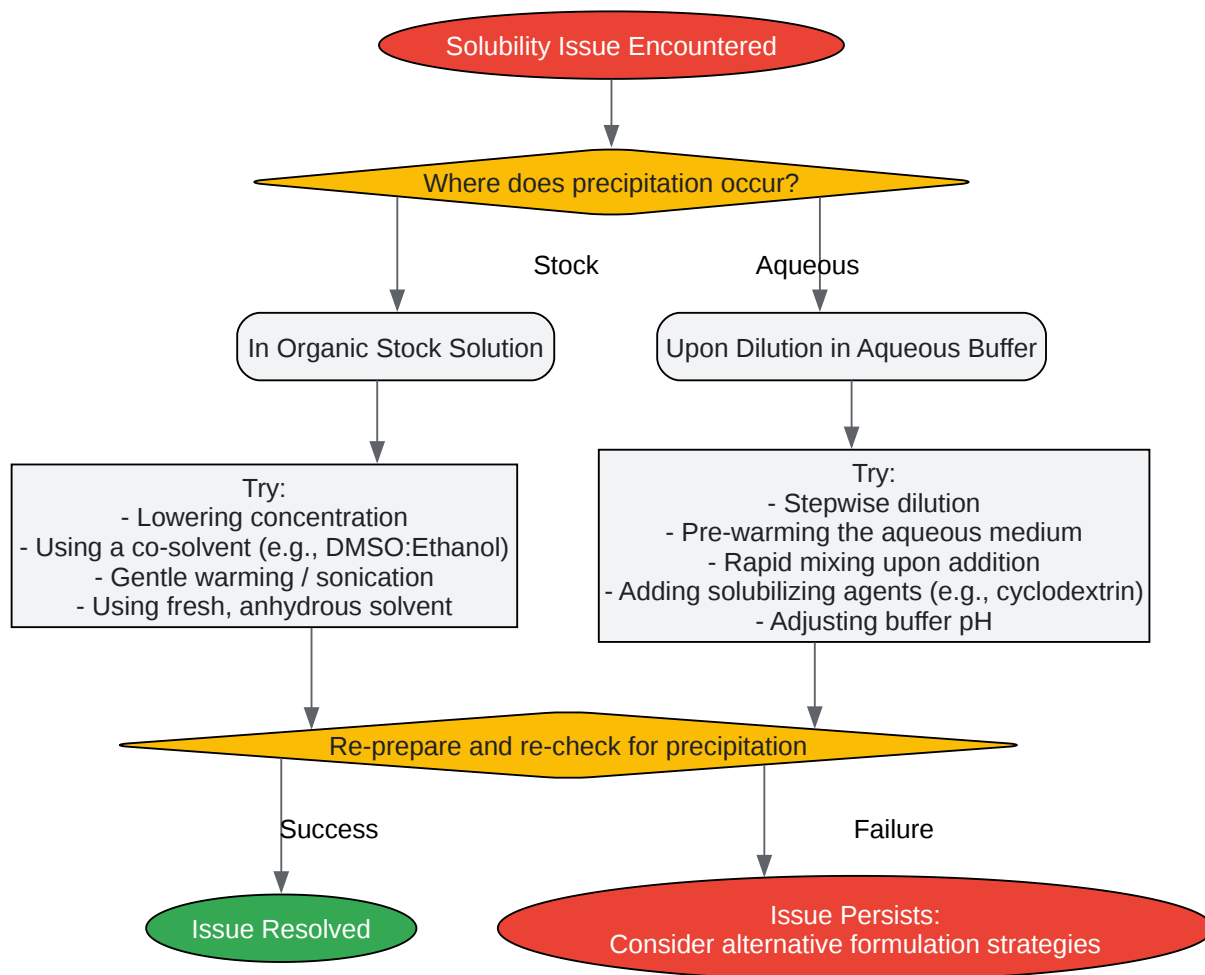 Solubility Issue Encountered
Where does precipitation occur?
Stock
Aqueous
In Organic Stock Solution
Upon Dilution in Aqueous Buffer
Try:
- Lowering concentration
- Using a co-solvent (e.g., DMSO:Ethanol)
- Gentle warming / sonication
- Using fresh, anhydrous solvent
Try:
- Stepwise dilution
- Pre-warming the aqueous medium
- Rapid mixing upon addition
- Adding solubilizing agents (e.g., cyclodextrin)
- Adjusting buffer pH
Re-prepare and re-check for precipitation
Success
Failure
Issue Resolved
Issue Persists:
Consider alternative formulation strategies